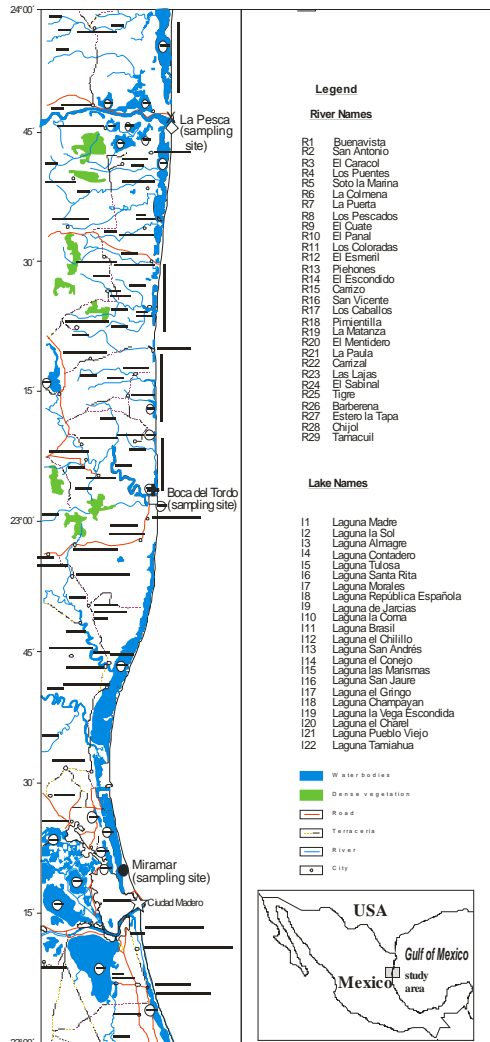 24°00'
La Pesca
(sampling
site)
45'
30'
15'
Boca del Tordo
(sampling site)
23°00'
45'
30'
Miramar
(sampling site)
Ciudad Madero
15'
Legend
River Names
R1 Buenavista
R2 San Antonio
R3 El Caracol
R4 Los Puentes
R5 Soto la Marina
R6 La Colmena
R7 La Puerta
R8 Los Pescados
R9 El Cuate
R10 El Panal
R11 Los Coloradas
R12 El Esmeril
R13 Piehones
R14 El Escondido
R15 Carrizo
R16 San Vicente
R17 Los Caballos
R18 Pimientilla
R19 La Matanza
R20 El Mentidero
R21 La Paula
R22 Carrizal
R23 Las Lajas
R24 El Sabinal
R25 Tigre
R26 Barberena
R27 Estero la Tapa
R28 Chijol
R29 Tamacuil
Lake Names
l1 Laguna Madre
l2 Laguna la Sol
l3 Laguna Almagre
l4 Laguna Contadero
l5 Laguna Tulosa
l6 Laguna Santa Rita
l7 Laguna Morales
l8 Laguna República Española
l9 Laguna de Jarcias
l10 Laguna la Coma
l11 Laguna Brasil
l12 Laguna el Chilillo
l13 Laguna San Andrés
l14 Laguna el Conejo
l15 Laguna las Marismas
l16 Laguna San Jaure
l17 Laguna el Gringo
l18 Laguna Champayan
l19 Laguna la Vega Escondida
l20 Laguna el Charel
l21 Laguna Pueblo Viejo
l22 Laguna Tamiahua
Water bodies
Dense vegetation
Road
Terraceria
River
City
USA
Gulf of Mexico
Mexico
study
area